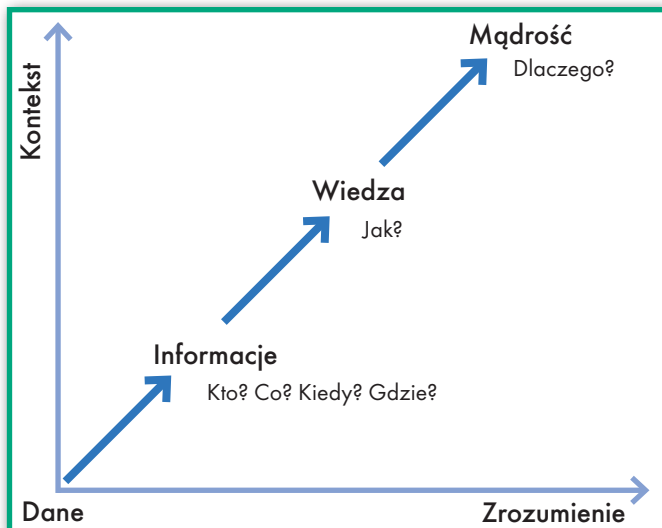 Mądrość
Dlaczego?
Kontekst
Wiedza
Jak?
Informacje
Kto? Co? Kiedy? Gdzie?
Dane
Zrozumienie